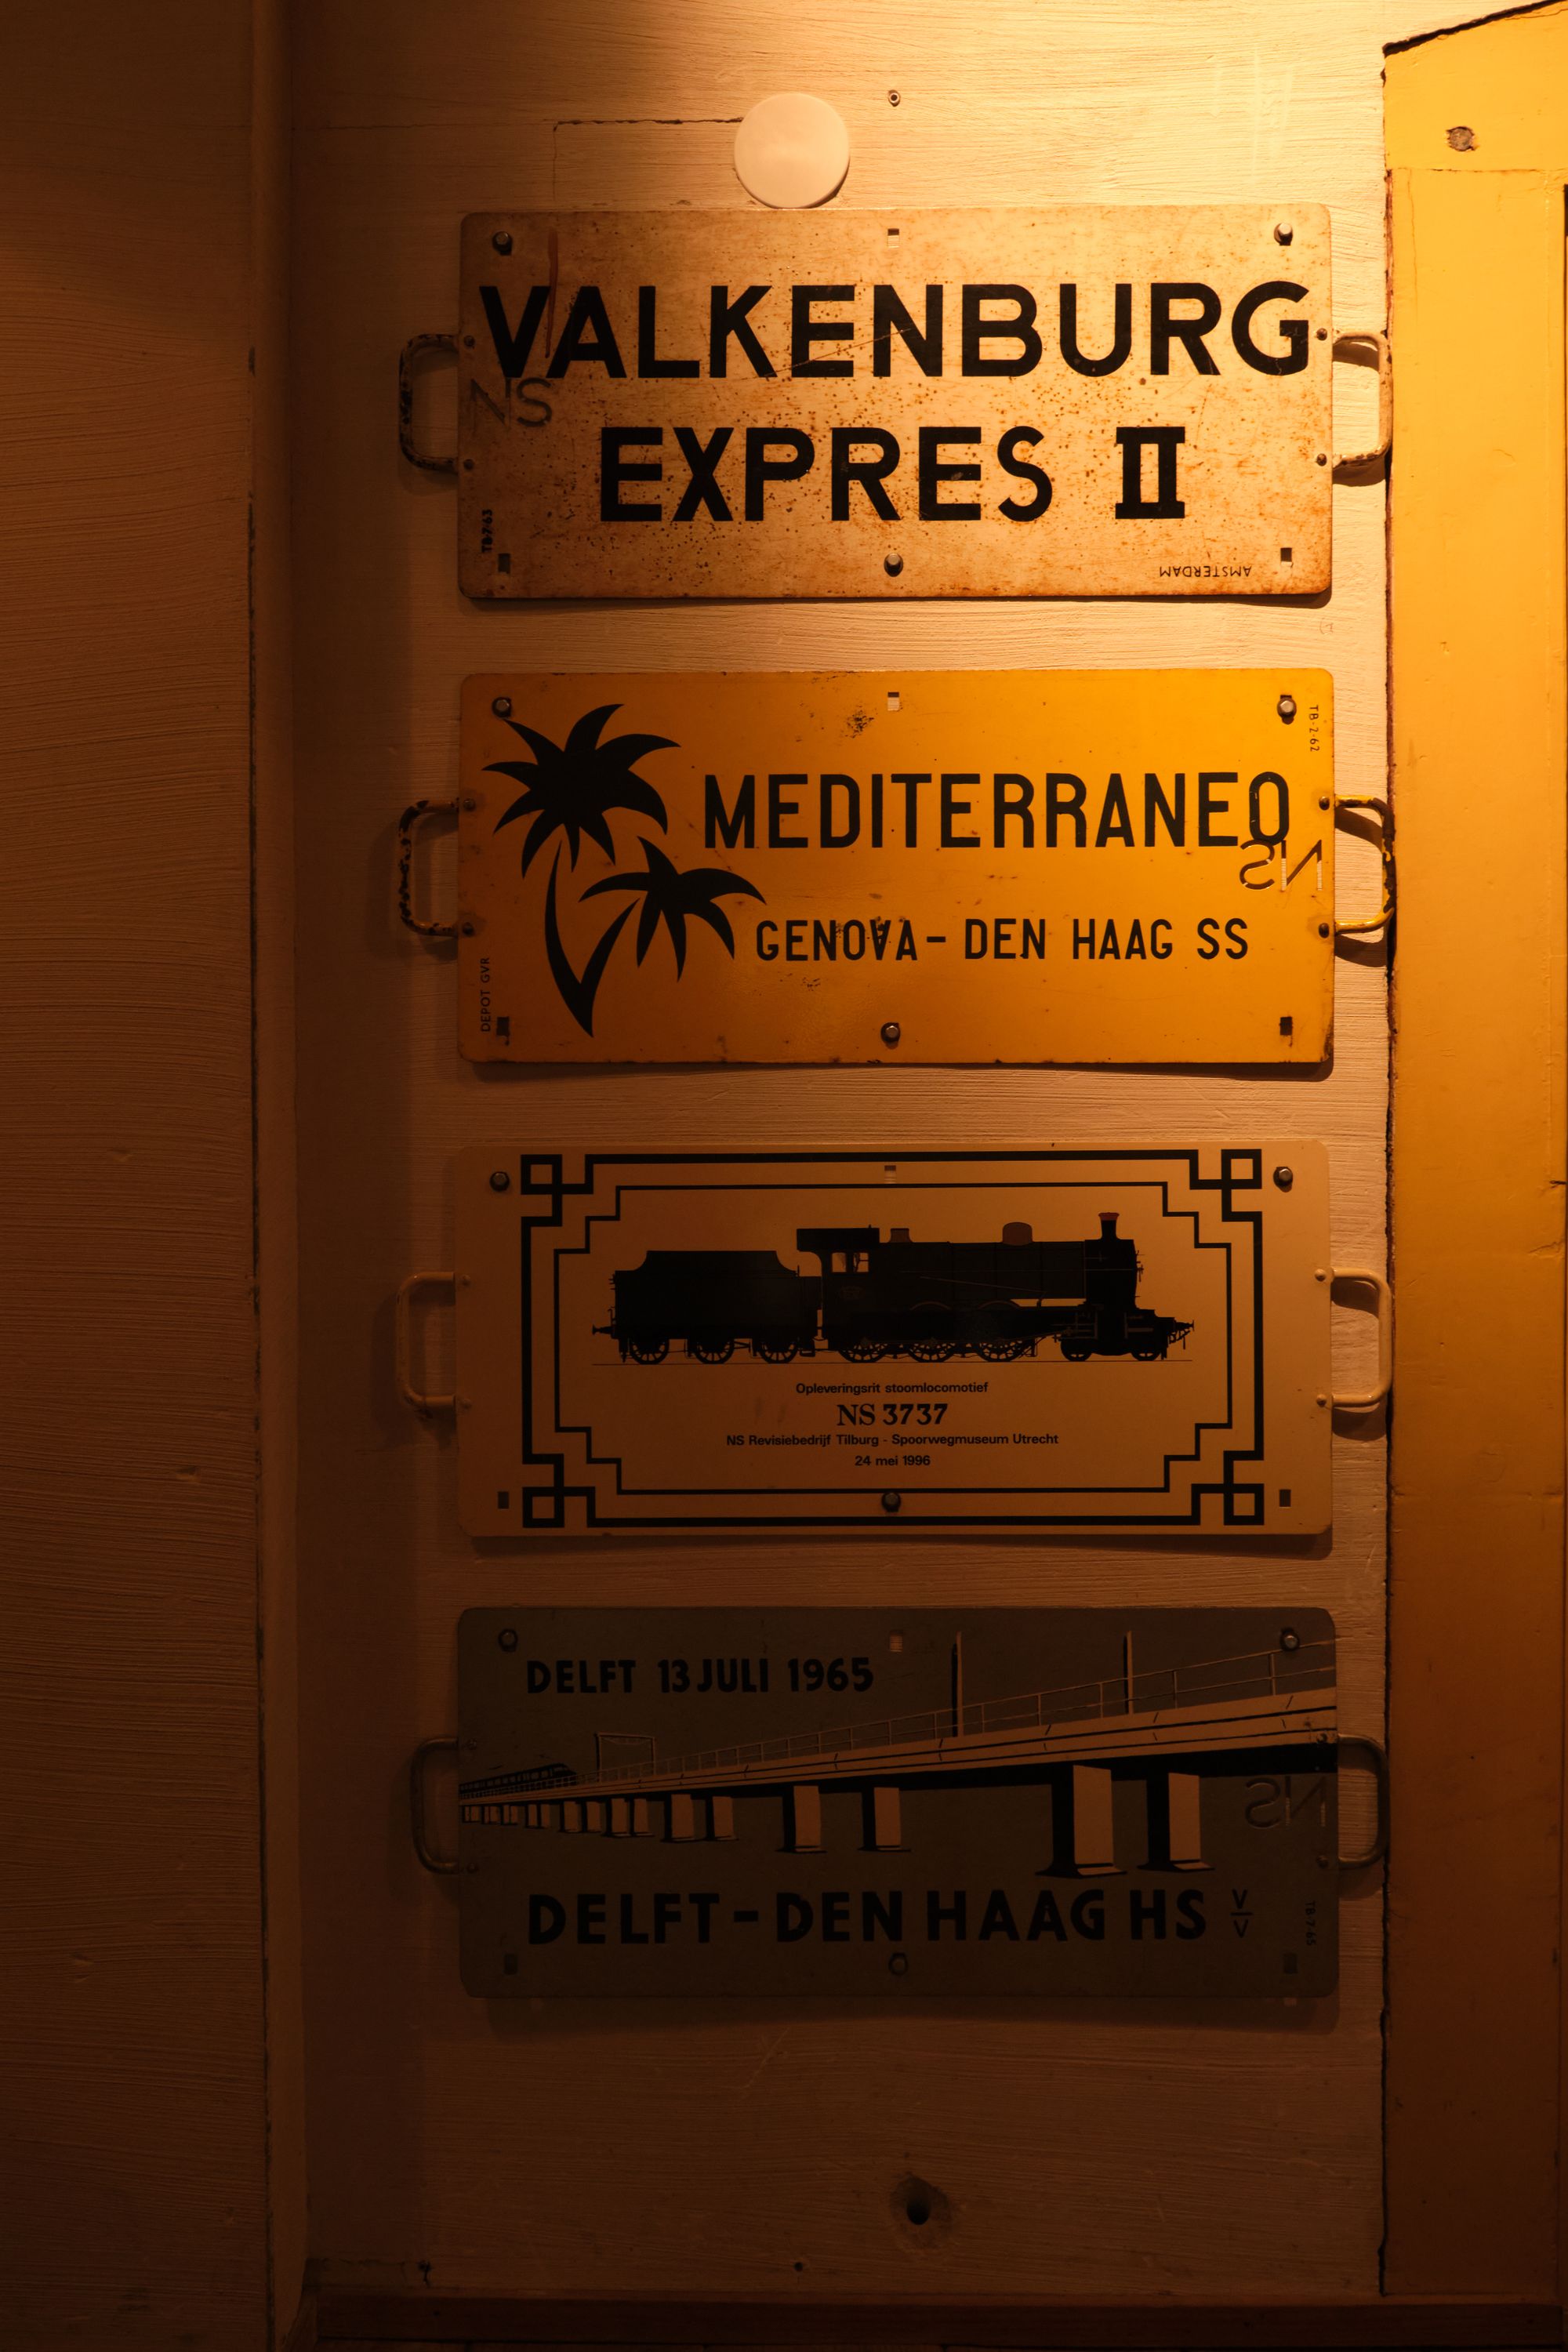 VALKENBURG
NS
EXPRES II
TB-7-63
AMSTERDAM
TB-2-62
MEDITERRANEO
NS
GENOVA - DEN HAAG SS
DEPOT GVR
Opleveringsrit stoomlocomotief
NS 3737
NS Revisiebedrijf Tilburg - Spoorwegmuseum Utrecht
24 mei 1996
DELFT 13 JULI 1965
NS
DELFT - DEN HAAG HS V/V
TB-7-65